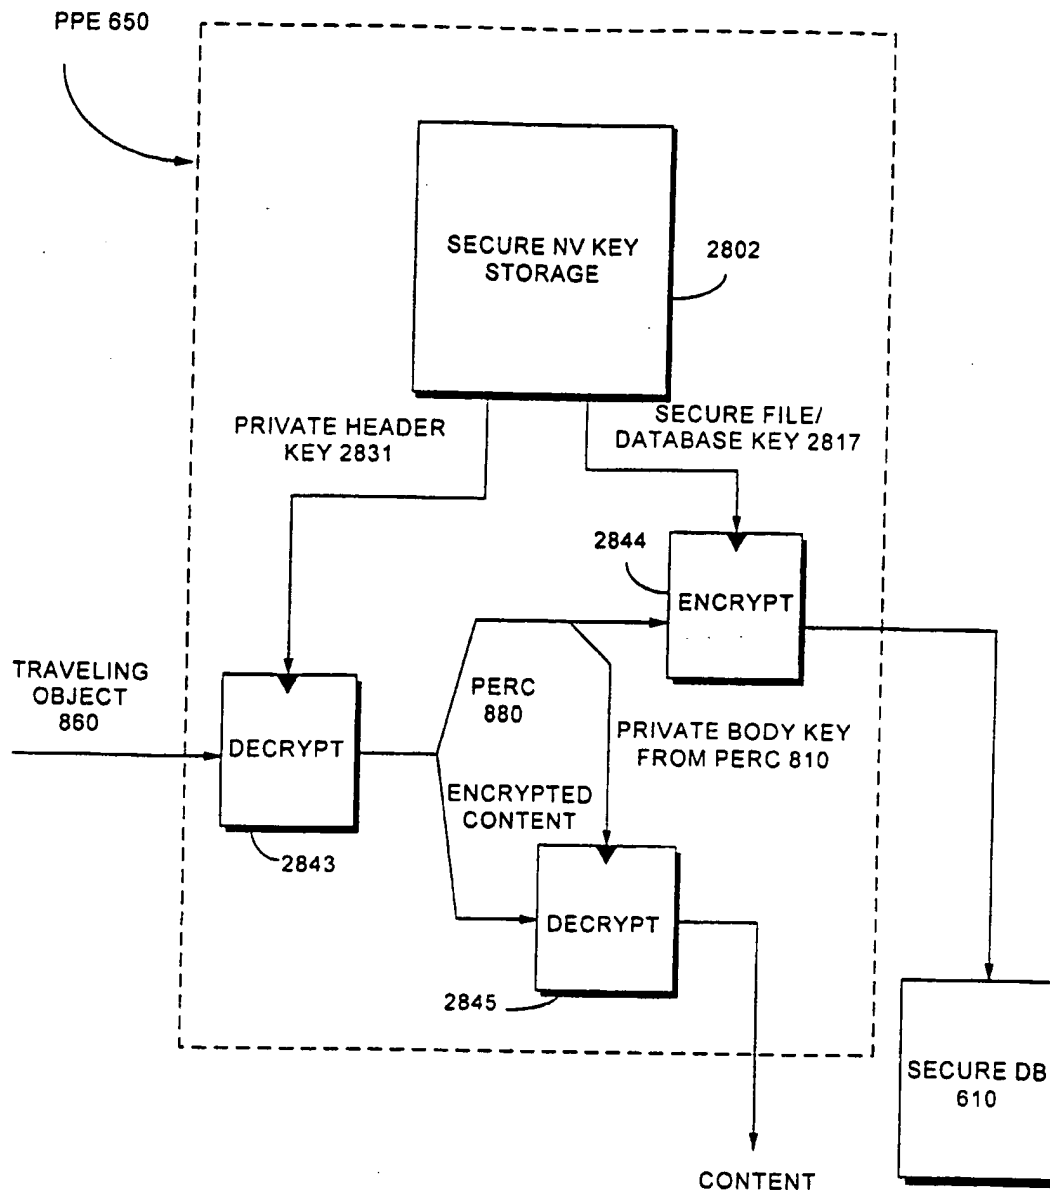 PPE 650
SECURE NV KEY
STORAGE
2802
PRIVATE HEADER
KEY 2831
SECURE FILE/
DATABASE KEY 2817
2844
ENCRYPT
TRAVELING
OBJECT
860
DECRYPT
PERC
880
PRIVATE BODY KEY
FROM PERC 810
ENCRYPTED
CONTENT
2843
DECRYPT
2845
SECURE DB
610
CONTENT